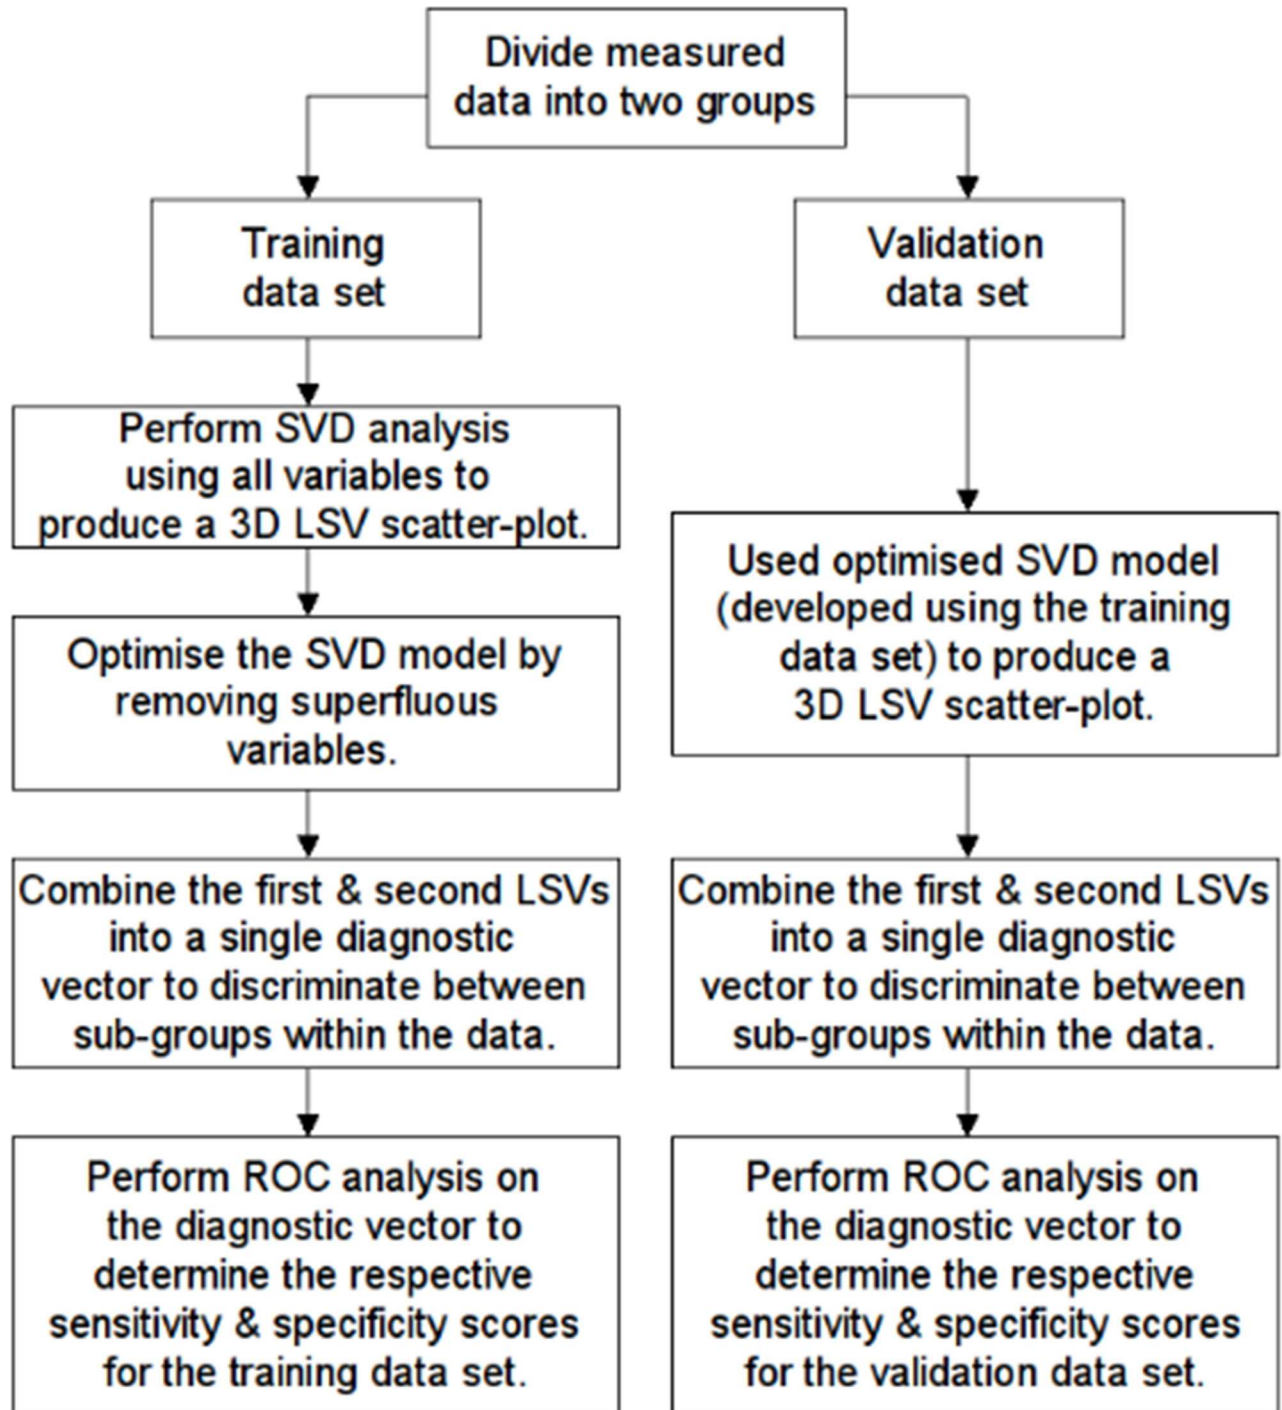 Divide measured
data into two groups
Training
data set
Validation
data set
Perform SVD analysis
using all variables to
produce a 3D LSV scatter-plot.
Optimise the SVD model by
removing superfluous
variables.
Used optimised SVD model
(developed using the training
data set) to produce a
3D LSV scatter-plot.
Combine the first & second LSVs
into a single diagnostic
vector to discriminate between
sub-groups within the data.
Combine the first & second LSVs
into a single diagnostic
vector to discriminate between
sub-groups within the data.
Perform ROC analysis on
the diagnostic vector to
determine the respective
sensitivity & specificity scores
for the training data set.
Perform ROC analysis on
the diagnostic vector to
determine the respective
sensitivity & specificity scores
for the validation data set.